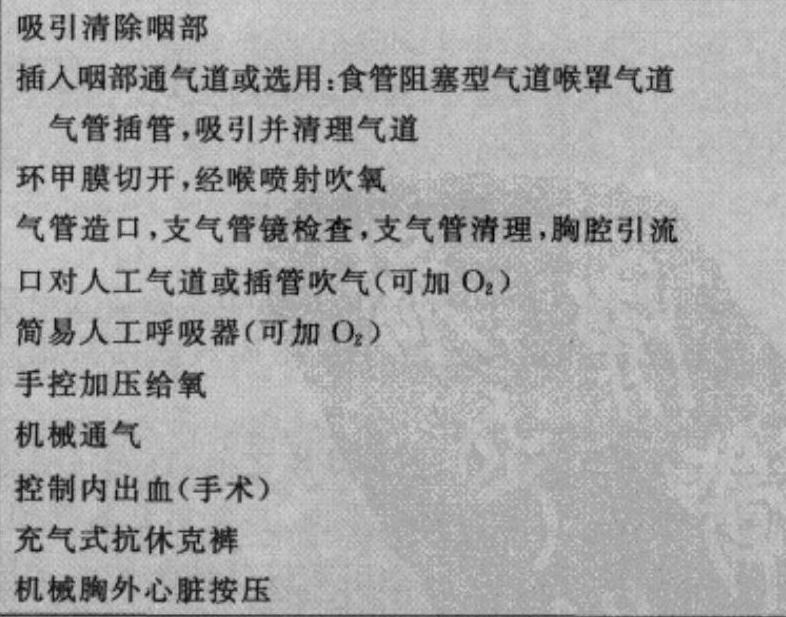 吸引清除咽部
插入咽部通气道或选用:食管阻塞型气道喉罩气道
气管插管,吸引并清理气道
环甲膜切开,经喉喷射吹氧
气管造口,支气管镜检查,支气管清理,胸腔引流
口对人工气道或插管吹气(可加 O₂)
简易人工呼吸器(可加 O₂)
手控加压给氧
机械通气
控制内出血(手术)
充气式抗休克裤
机械胸外心脏按压